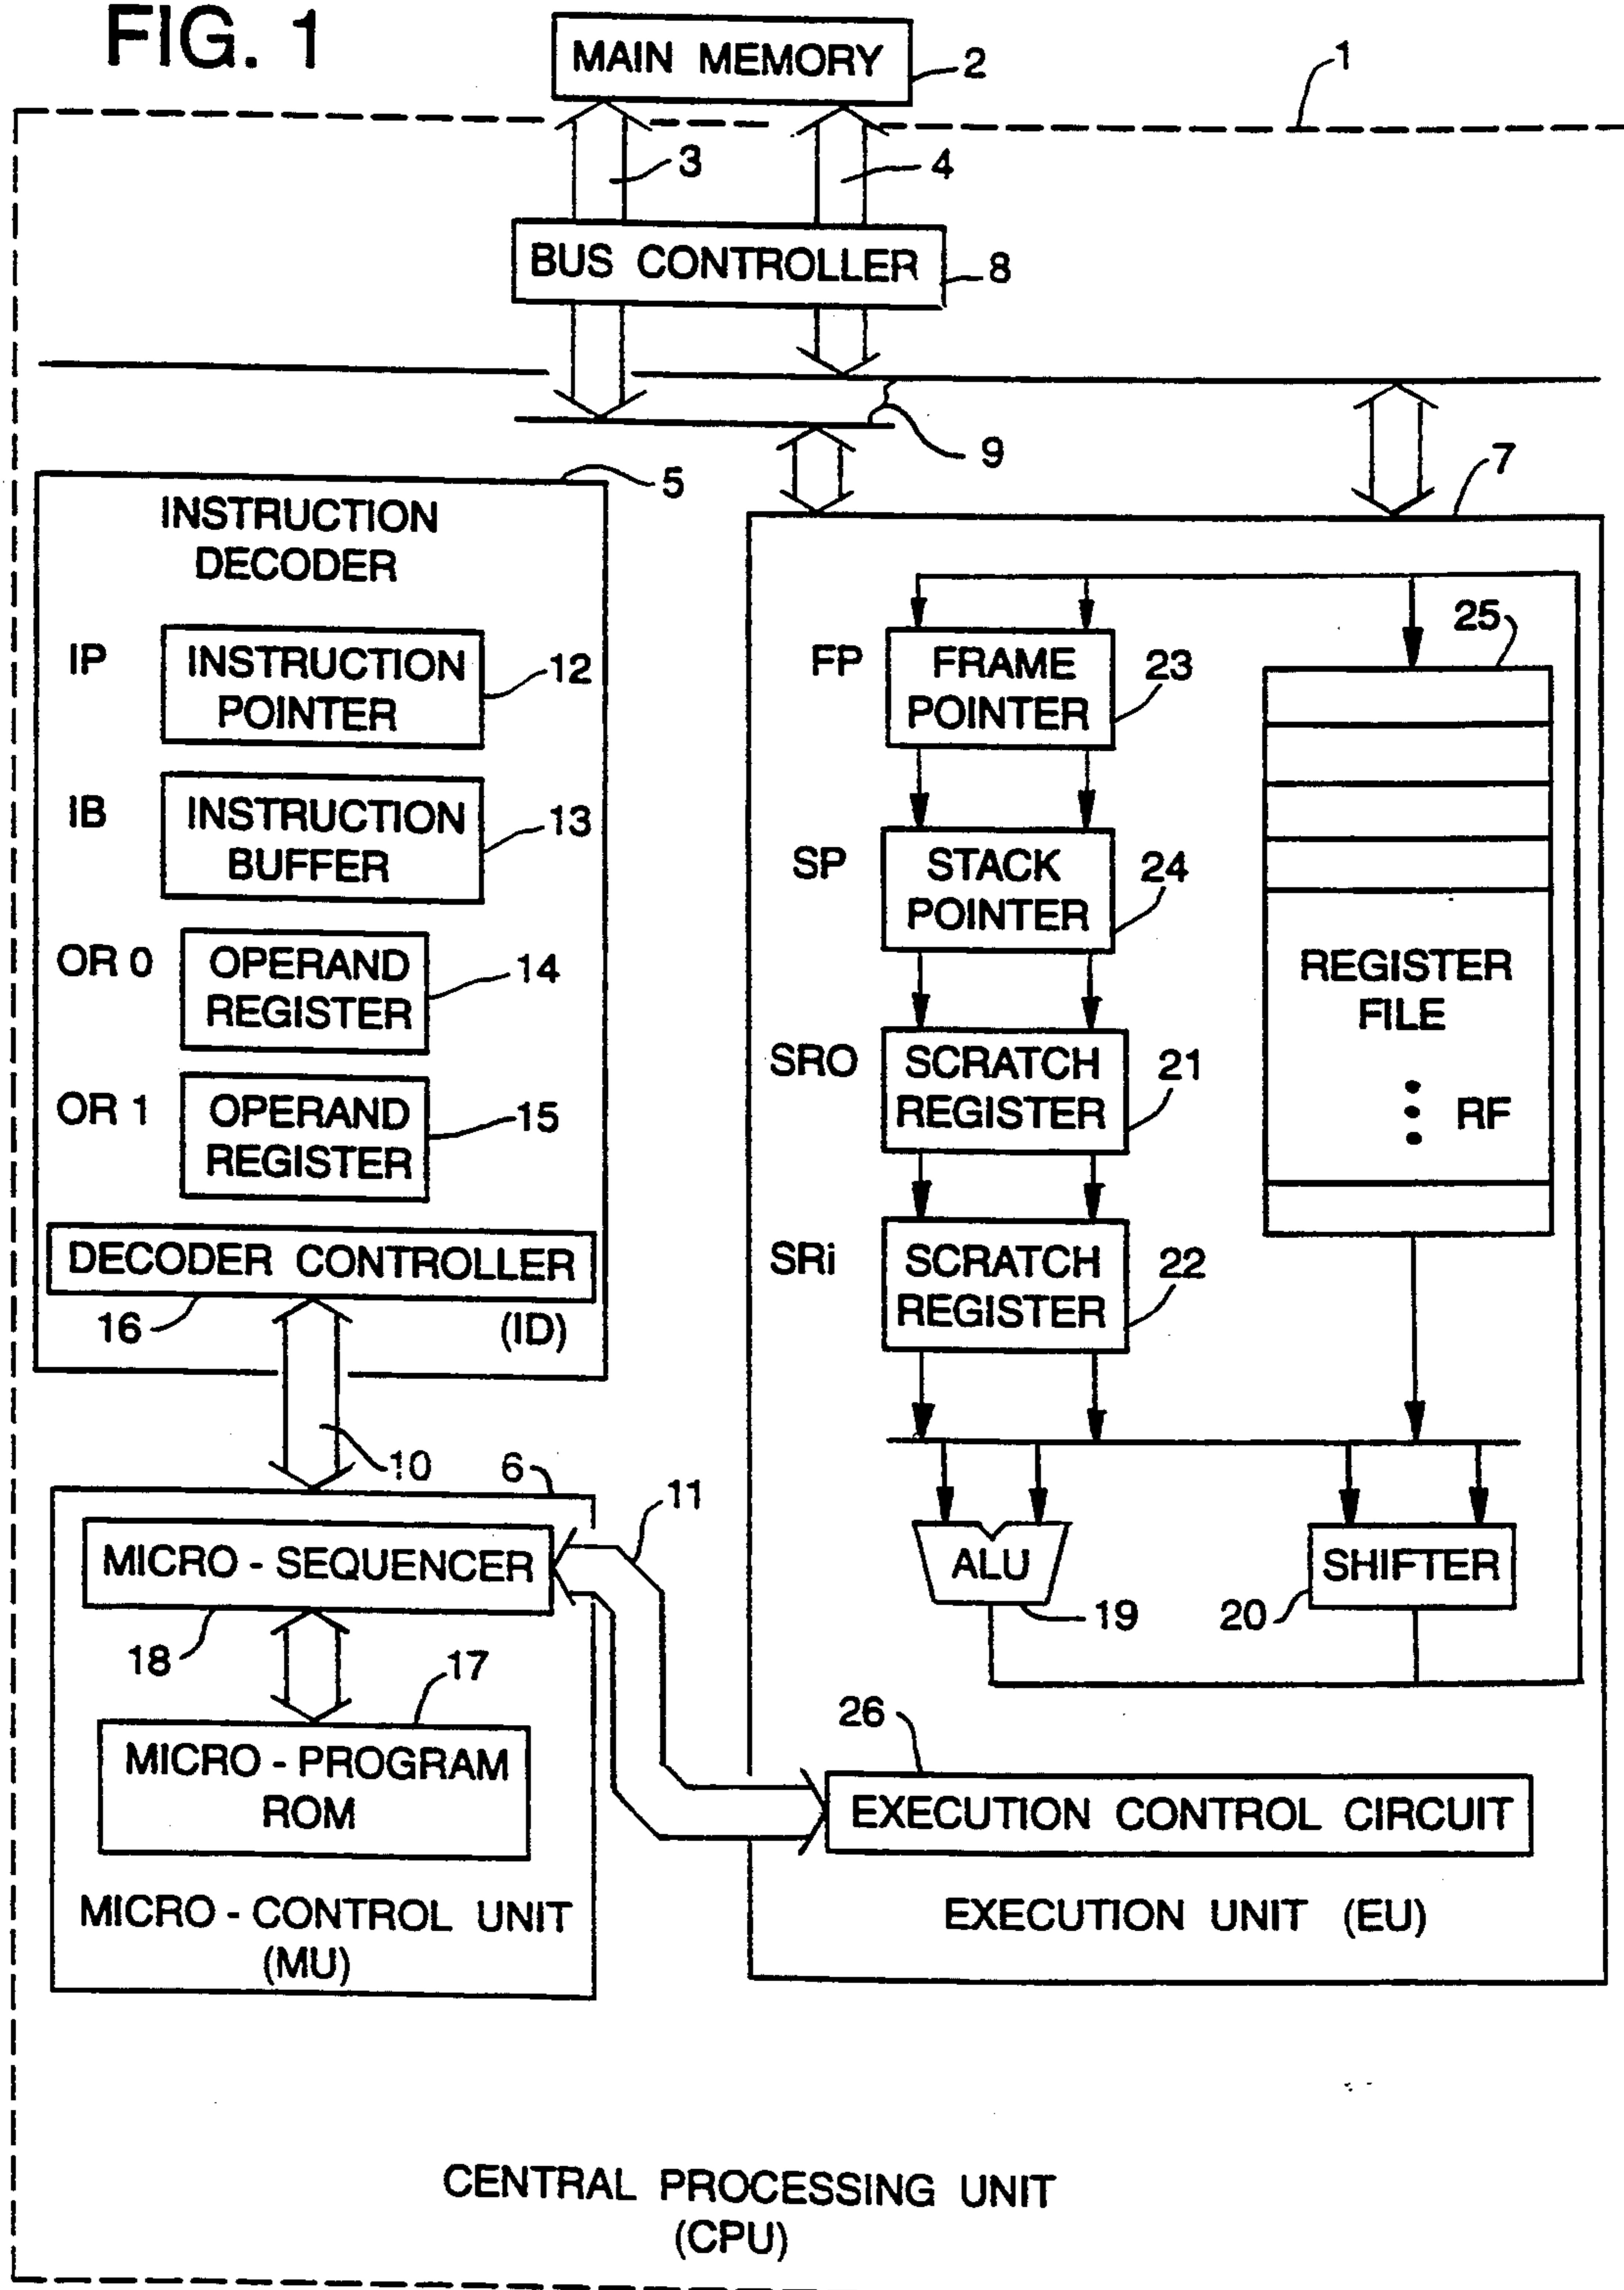 FIG. 1
MAIN MEMORY
2
1
3
4
BUS CONTROLLER
8
9
5
INSTRUCTION
DECODER
IP
INSTRUCTION
POINTER
12
IB
INSTRUCTION
BUFFER
13
OR 0
OPERAND
REGISTER
14
OR 1
OPERAND
REGISTER
15
DECODER CONTROLLER
16
(ID)
10
6
11
MICRO - SEQUENCER
18
17
MICRO - PROGRAM
ROM
MICRO - CONTROL UNIT
(MU)
7
FP
FRAME
POINTER
23
SP
STACK
POINTER
24
SRO
SCRATCH
REGISTER
21
SRi
SCRATCH
REGISTER
22
25
REGISTER
FILE
RF
ALU
19
SHIFTER
20
26
EXECUTION CONTROL CIRCUIT
EXECUTION UNIT (EU)
CENTRAL PROCESSING UNIT
(CPU)